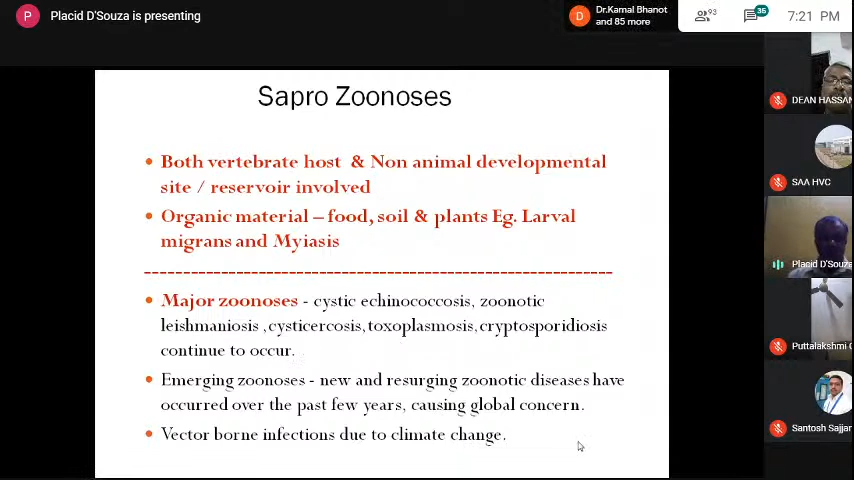 P
Placid D'Souza is presenting
D
Dr.Kamal Bhanot
and 85 more
93
35
7:21 PM
Sapro Zoonoses
• Both vertebrate host & Non animal developmental
site / reservoir involved
• Organic material – food, soil & plants Eg. Larval
migrans and Myiasis
------------------------------------------------------------
• Major zoonoses - cystic echinococcosis, zoonotic
leishmaniosis ,cysticercosis,toxoplasmosis,cryptosporidiosis
continue to occur.
• Emerging zoonoses - new and resurging zoonotic diseases have
occurred over the past few years, causing global concern.
• Vector borne infections due to climate change.
DEAN HASSAN
SAA HVC
Placid D'Souza
Puttalakshmi
Santosh Sajjar